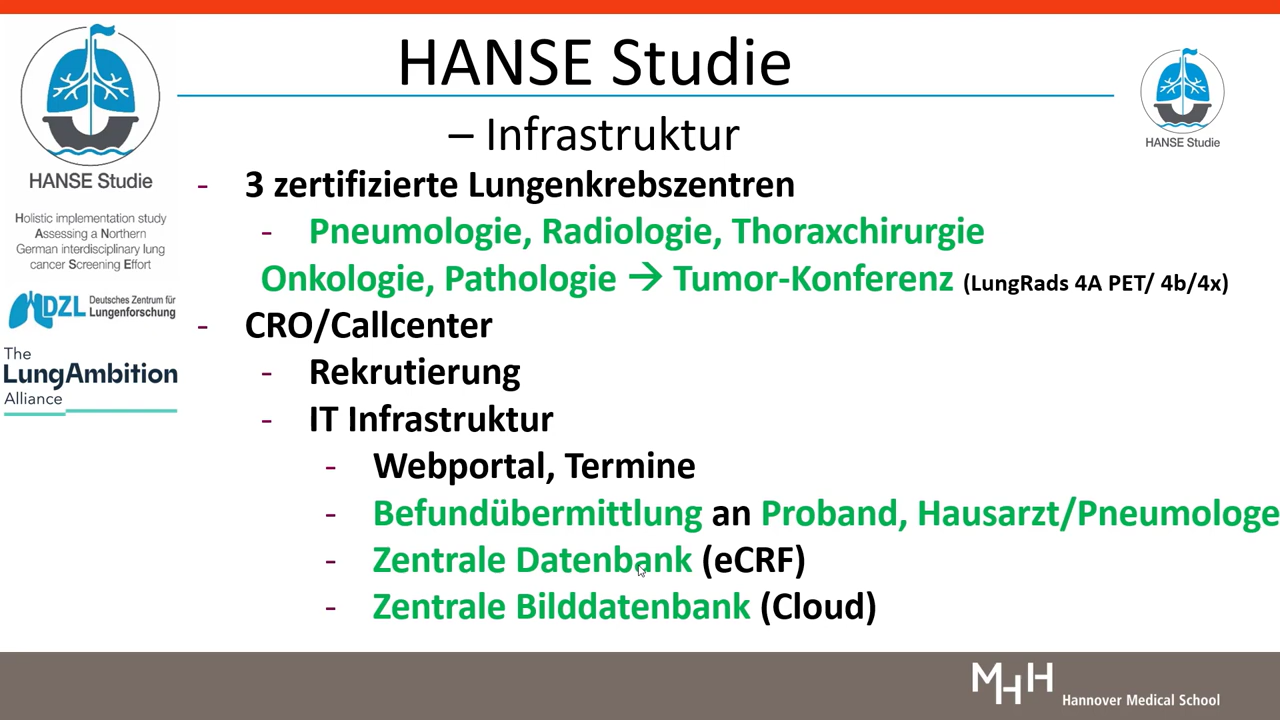 HANSE Studie
– Infrastruktur
HANSE Studie
HANSE Studie
Holistic implementation study
Assessing a Northern
German interdisciplinary lung
cancer Screening Effort
DZL Deutsches Zentrum für
Lungenforschung
The
LungAmbition
Alliance
- 3 zertifizierte Lungenkrebszentren
- Pneumologie, Radiologie, Thoraxchirurgie
Onkologie, Pathologie → Tumor-Konferenz (LungRads 4A PET/ 4b/4x)
- CRO/Callcenter
- Rekrutierung
- IT Infrastruktur
- Webportal, Termine
- Befundübermittlung an Proband, Hausarzt/Pneumologe
- Zentrale Datenbank (eCRF)
- Zentrale Bilddatenbank (Cloud)
MHH Hannover Medical School